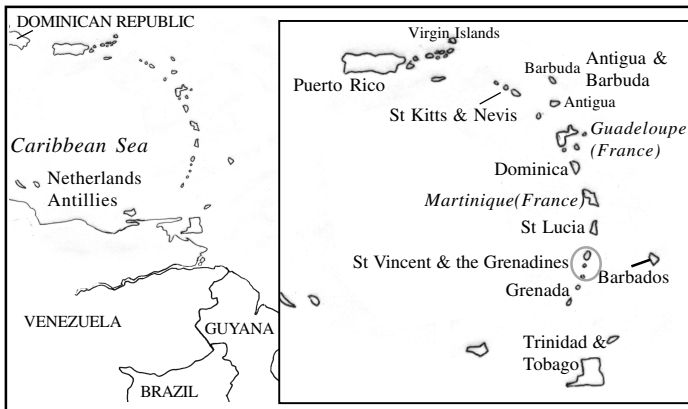 DOMINICAN REPUBLIC
Caribbean Sea
Netherlands
Antillies
VENEZUELA
GUYANA
BRAZIL
Virgin Islands
Puerto Rico
St Kitts & Nevis
Barbuda
Antigua &
Barbuda
Antigua
Guadeloupe
(France)
Dominica
Martinique(France)
St Lucia
St Vincent & the Grenadines
Barbados
Grenada
Trinidad &
Tobago